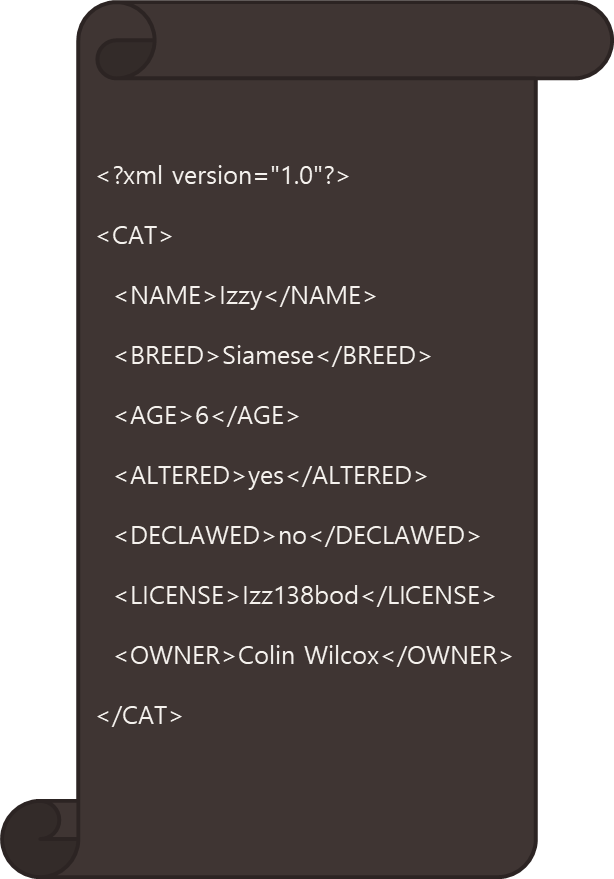 <?xml version="1.0"?>
<CAT>
<NAME>Izzy</NAME>
<BREED>Siamese</BREED>
<AGE>6</AGE>
<ALTERED>yes</ALTERED>
<DECLAWED>no</DECLAWED>
<LICENSE>Izz138bod</LICENSE>
<OWNER>Colin Wilcox</OWNER>
</CAT>